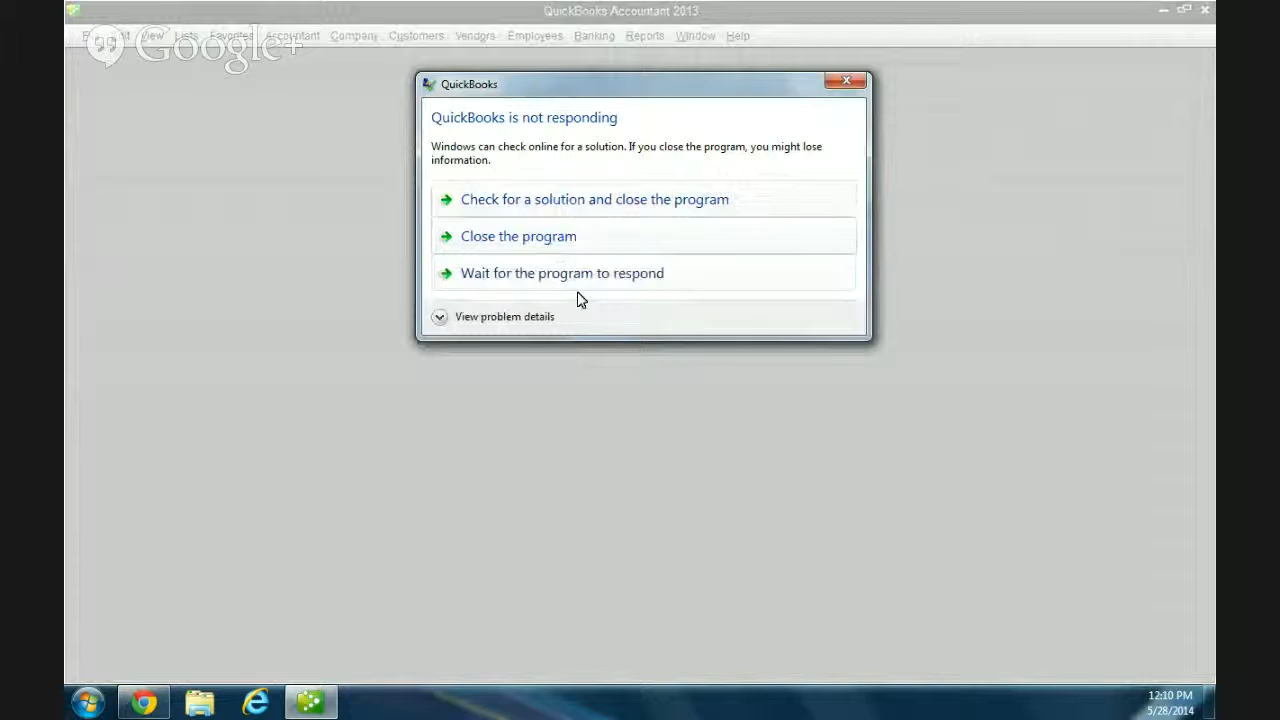 QuickBooks Accountant 2013
View Lists Favorites Accountant Company Customers Vendors Employees Banking Reports Window Help
Google+
QuickBooks
QuickBooks is not responding
Windows can check online for a solution. If you close the program, you might lose
information.
Check for a solution and close the program
Close the program
Wait for the program to respond
View problem details
12:10 PM
5/28/2014